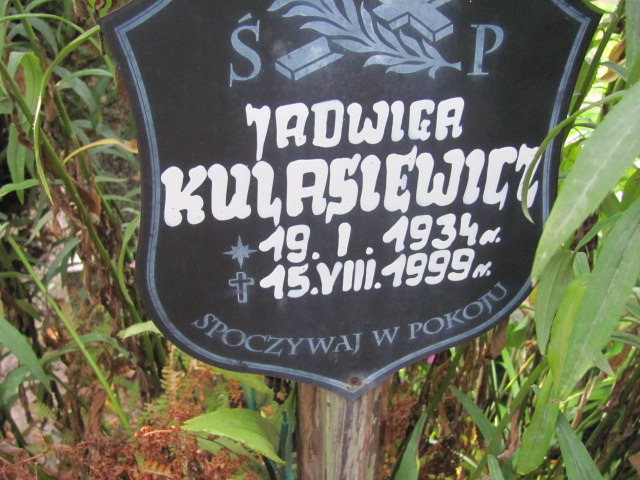 Ś P
JADWIGA
KULASIEWICZ
19. I. 1934 r.
15. VIII. 1999 r.
SPOCZYWAJ W POKOJU